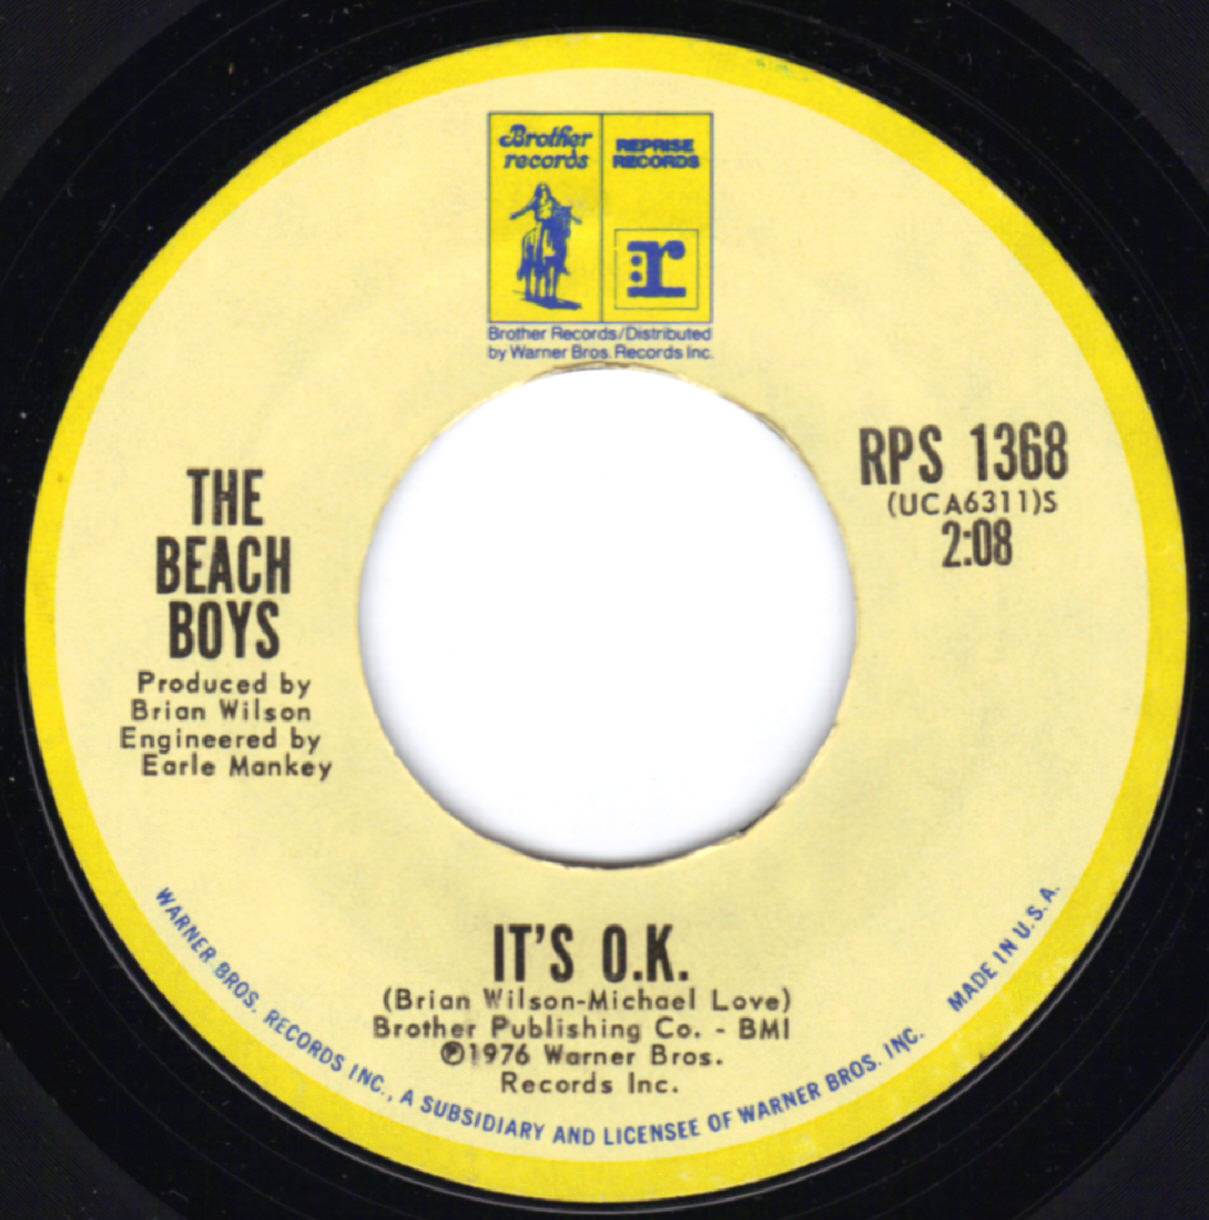 Brother
records
REPRISE
RECORDS
r
Brother Records/Distributed
by Warner Bros. Records Inc.
RPS 1368
(UCA6311)S
2:08
THE
BEACH
BOYS
Produced by
Brian Wilson
Engineered by
Earle Mankey
IT'S O.K.
(Brian Wilson-Michael Love)
Brother Publishing Co. - BMI
℗1976 Warner Bros.
Records Inc.
WARNER BROS. RECORDS INC., A SUBSIDIARY AND LICENSEE OF WARNER BROS. INC. MADE IN U.S.A.